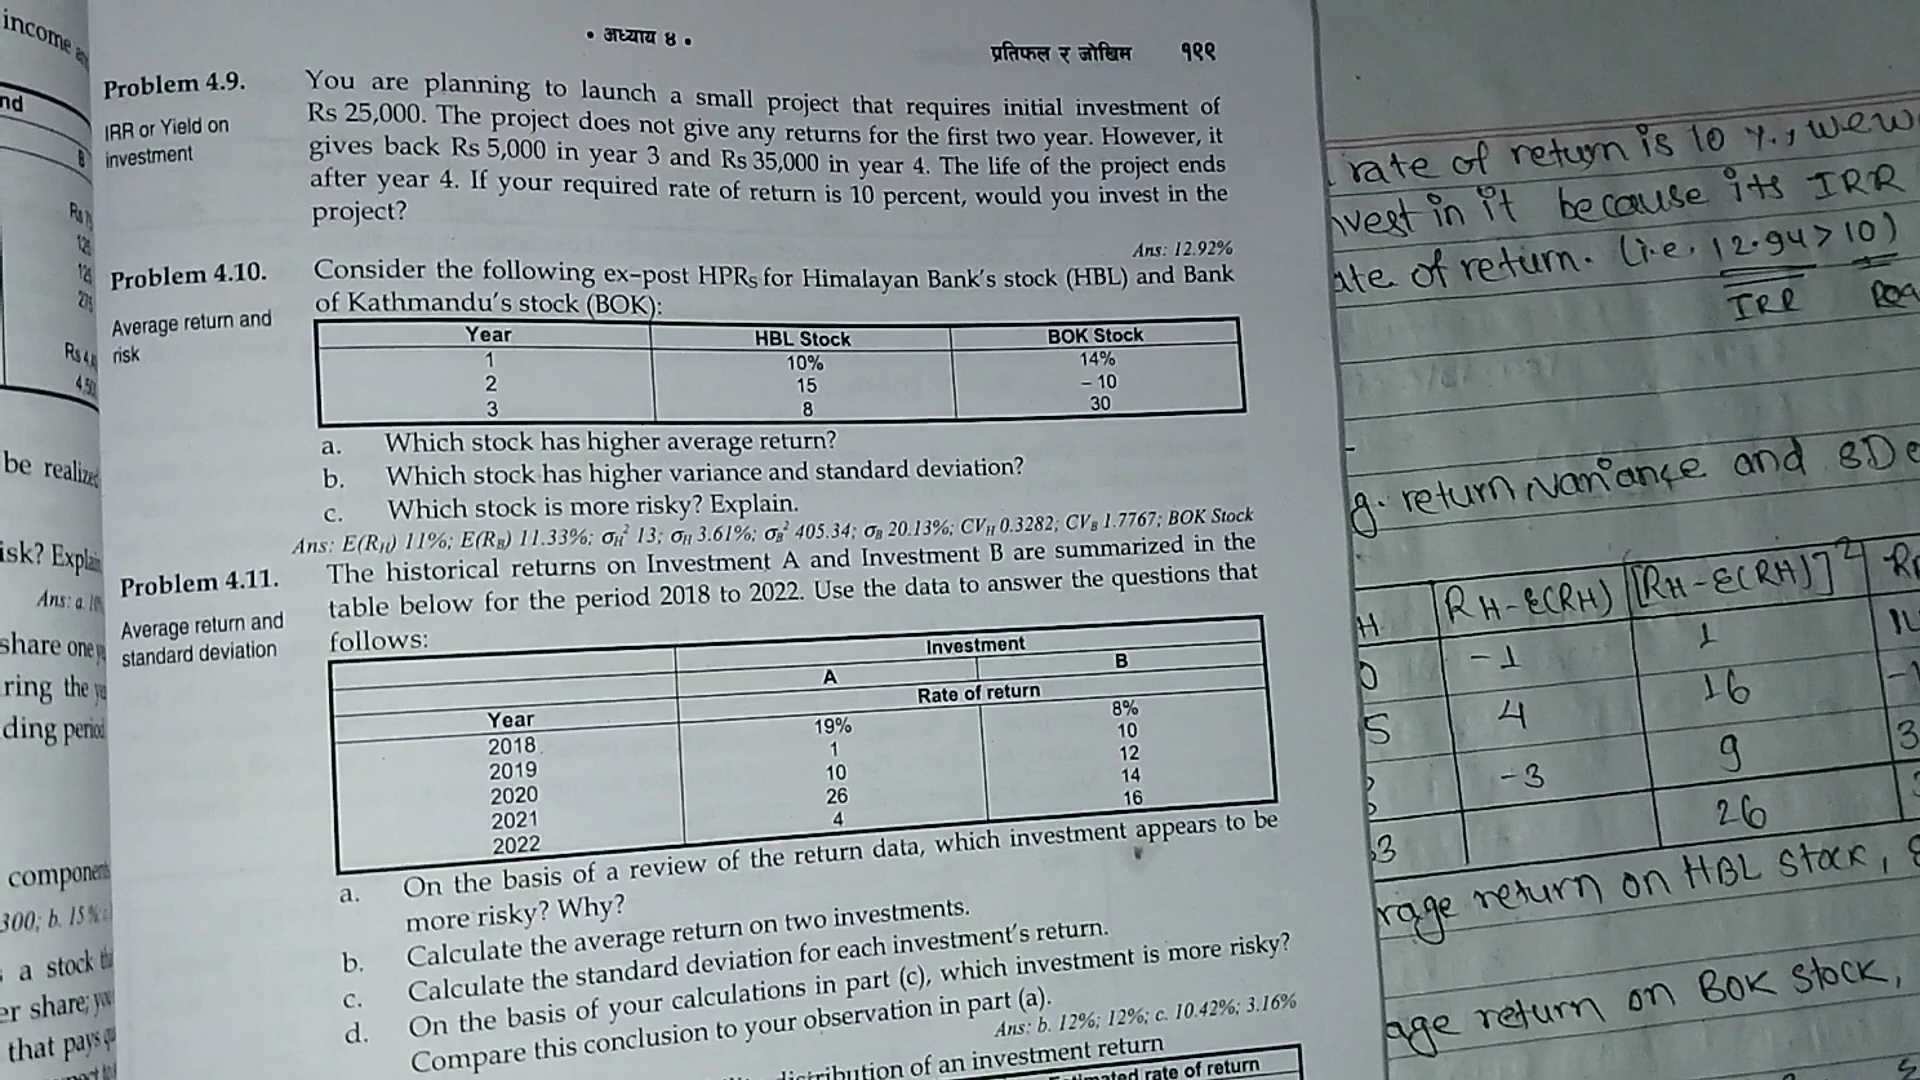 • अध्याय ४ •
प्रतिफल र जोखिम १९९
Problem 4.9.
IRR or Yield on
investment
You are planning to launch a small project that requires initial investment of
Rs 25,000. The project does not give any returns for the first two year. However, it
gives back Rs 5,000 in year 3 and Rs 35,000 in year 4. The life of the project ends
after year 4. If your required rate of return is 10 percent, would you invest in the
project?
Ans: 12.92%
Problem 4.10.
Average return and
risk
Consider the following ex-post HPRs for Himalayan Bank's stock (HBL) and Bank
of Kathmandu's stock (BOK):
Year HBL Stock BOK Stock
1 10% 14%
2 15 – 10
3 8 30
a. Which stock has higher average return?
b. Which stock has higher variance and standard deviation?
c. Which stock is more risky? Explain.
Ans: E(RH) 11%; E(RB) 11.33%; σH² 13; σH 3.61%; σB² 405.34; σB 20.13%; CVH 0.3282; CVB 1.7767; BOK Stock
Problem 4.11.
Average return and
standard deviation
The historical returns on Investment A and Investment B are summarized in the
table below for the period 2018 to 2022. Use the data to answer the questions that
follows:
Investment
A B
Rate of return
Year
2018 19% 8%
2019 1 10
2020 10 12
2021 26 14
2022 4 16
a. On the basis of a review of the return data, which investment appears to be
more risky? Why?
b. Calculate the average return on two investments.
c. Calculate the standard deviation for each investment's return.
d. On the basis of your calculations in part (c), which investment is more risky?
Compare this conclusion to your observation in part (a).
Ans: b. 12%; 12%; c. 10.42%; 3.16%
distribution of an investment return
rate of return
income
be realized
isk? Explain
Ans: a.
share one
ring the
ding period
component
300; b. 15%
a stock
er share; you
that pays
rate of return is 10 %.,
in it because its IRR
of return. (i.e. 12.94 > 10)
IRR
return variance and SD
RH-E(RH) [RH-E(RH)]²
-1 1
4 16
-3 9
26
return on HBL stock,
return on BOK stock,